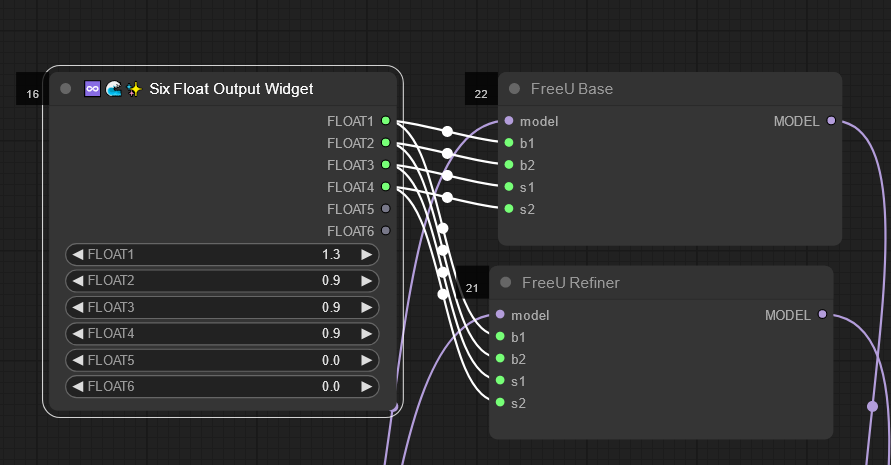 16
♾️ 🌊 ✨ Six Float Output Widget
FLOAT1
FLOAT2
FLOAT3
FLOAT4
FLOAT5
FLOAT6
FLOAT1 1.3
FLOAT2 0.9
FLOAT3 0.9
FLOAT4 0.9
FLOAT5 0.0
FLOAT6 0.0
22
FreeU Base
model MODEL
b1
b2
s1
s2
21
FreeU Refiner
model MODEL
b1
b2
s1
s2